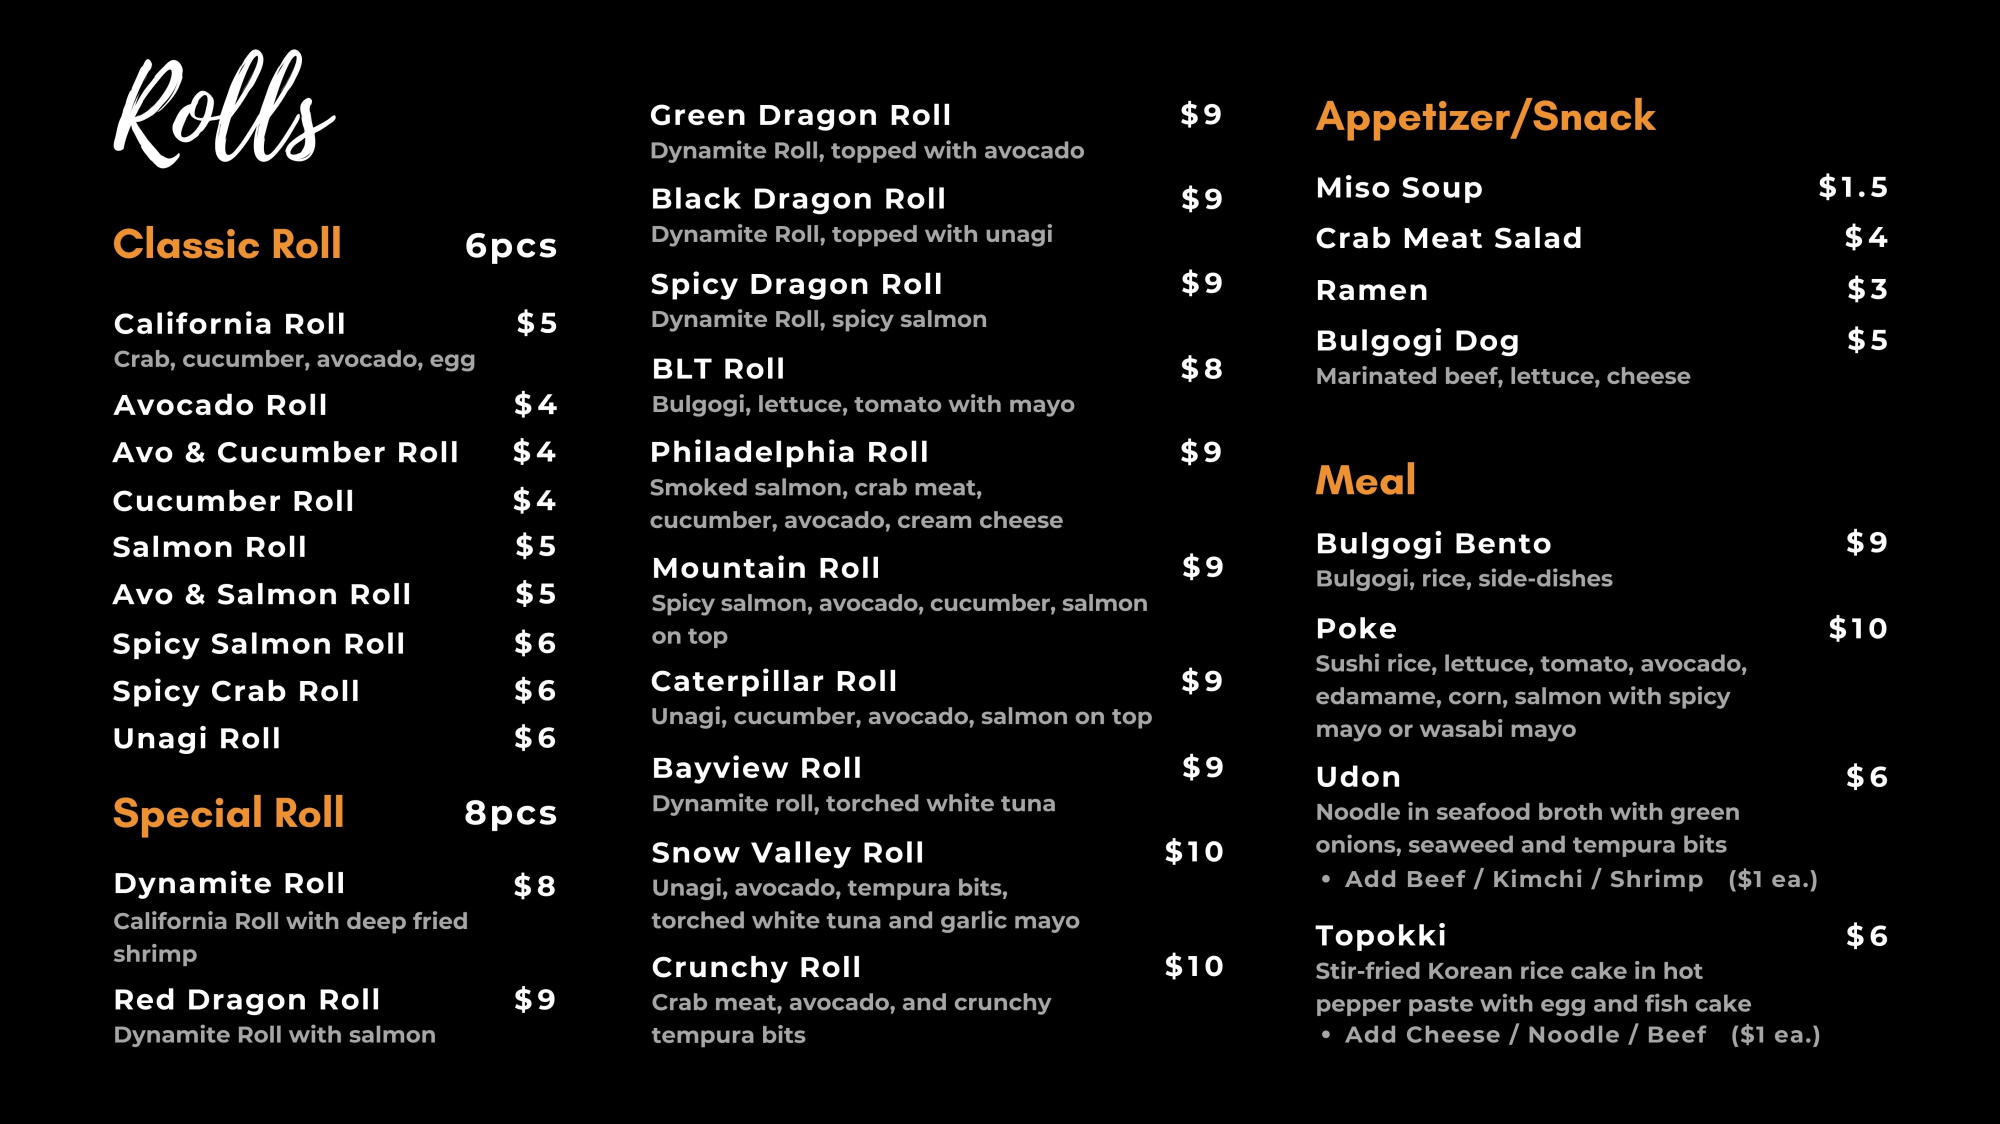 Rolls
Classic Roll 6pcs
California Roll $5
Crab, cucumber, avocado, egg
Avocado Roll $4
Avo & Cucumber Roll $4
Cucumber Roll $4
Salmon Roll $5
Avo & Salmon Roll $5
Spicy Salmon Roll $6
Spicy Crab Roll $6
Unagi Roll $6
Special Roll 8pcs
Dynamite Roll $8
California Roll with deep fried
shrimp
Red Dragon Roll $9
Dynamite Roll with salmon
Green Dragon Roll $9
Dynamite Roll, topped with avocado
Black Dragon Roll $9
Dynamite Roll, topped with unagi
Spicy Dragon Roll $9
Dynamite Roll, spicy salmon
BLT Roll $8
Bulgogi, lettuce, tomato with mayo
Philadelphia Roll $9
Smoked salmon, crab meat,
cucumber, avocado, cream cheese
Mountain Roll $9
Spicy salmon, avocado, cucumber, salmon
on top
Caterpillar Roll $9
Unagi, cucumber, avocado, salmon on top
Bayview Roll $9
Dynamite roll, torched white tuna
Snow Valley Roll $10
Unagi, avocado, tempura bits,
torched white tuna and garlic mayo
Crunchy Roll $10
Crab meat, avocado, and crunchy
tempura bits
Appetizer/Snack
Miso Soup $1.5
Crab Meat Salad $4
Ramen $3
Bulgogi Dog $5
Marinated beef, lettuce, cheese
Meal
Bulgogi Bento $9
Bulgogi, rice, side-dishes
Poke $10
Sushi rice, lettuce, tomato, avocado,
edamame, corn, salmon with spicy
mayo or wasabi mayo
Udon $6
Noodle in seafood broth with green
onions, seaweed and tempura bits
• Add Beef / Kimchi / Shrimp ($1 ea.)
Topokki $6
Stir-fried Korean rice cake in hot
pepper paste with egg and fish cake
• Add Cheese / Noodle / Beef ($1 ea.)